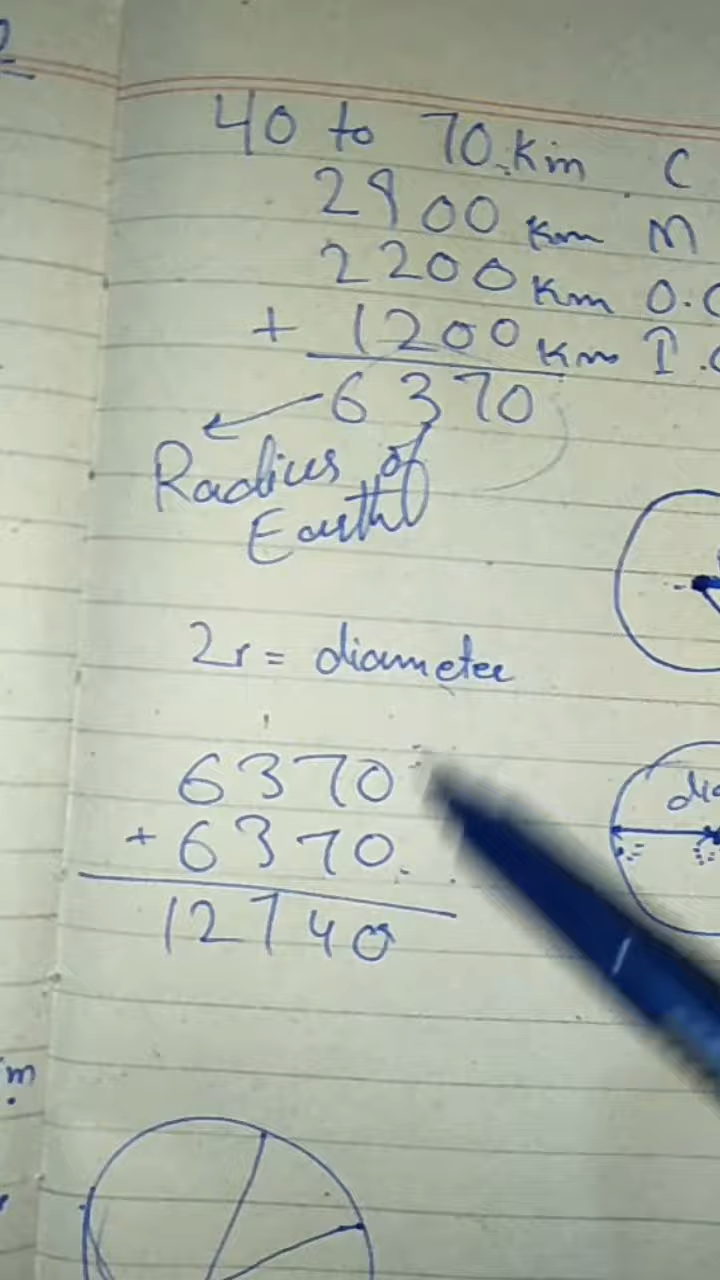 40 to 70 Km C
2900 Km M
2200 Km O.C
+ 1200 Km I.C
6370
Radius of
Earth
2r = diameter
6370
+ 6370
12740
dia
m